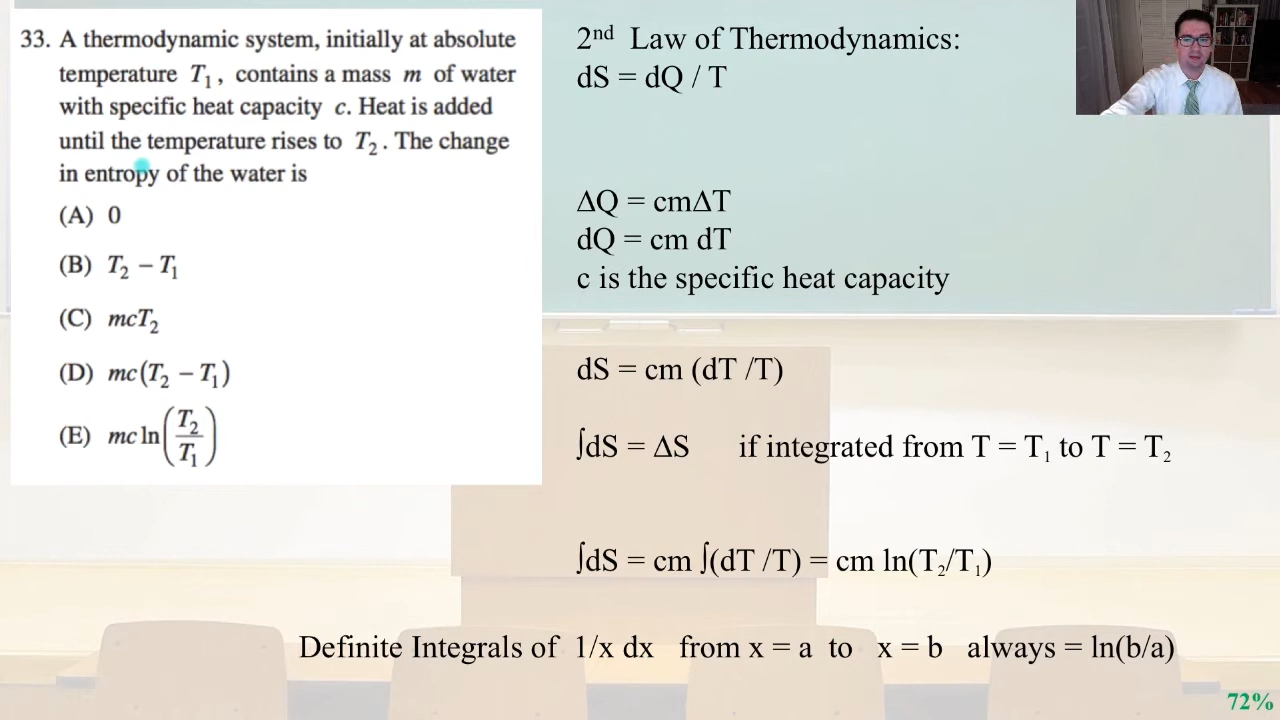 33. A thermodynamic system, initially at absolute
temperature T₁, contains a mass m of water
with specific heat capacity c. Heat is added
until the temperature rises to T₂. The change
in entropy of the water is
(A) 0
(B) T₂ − T₁
(C) mcT₂
(D) mc(T₂ − T₁)
(E) mc ln(T₂/T₁)
2nd Law of Thermodynamics:
dS = dQ / T
ΔQ = cmΔT
dQ = cm dT
c is the specific heat capacity
dS = cm (dT /T)
∫dS = ΔS if integrated from T = T₁ to T = T₂
∫dS = cm ∫(dT /T) = cm ln(T₂/T₁)
Definite Integrals of 1/x dx from x = a to x = b always = ln(b/a)
72%